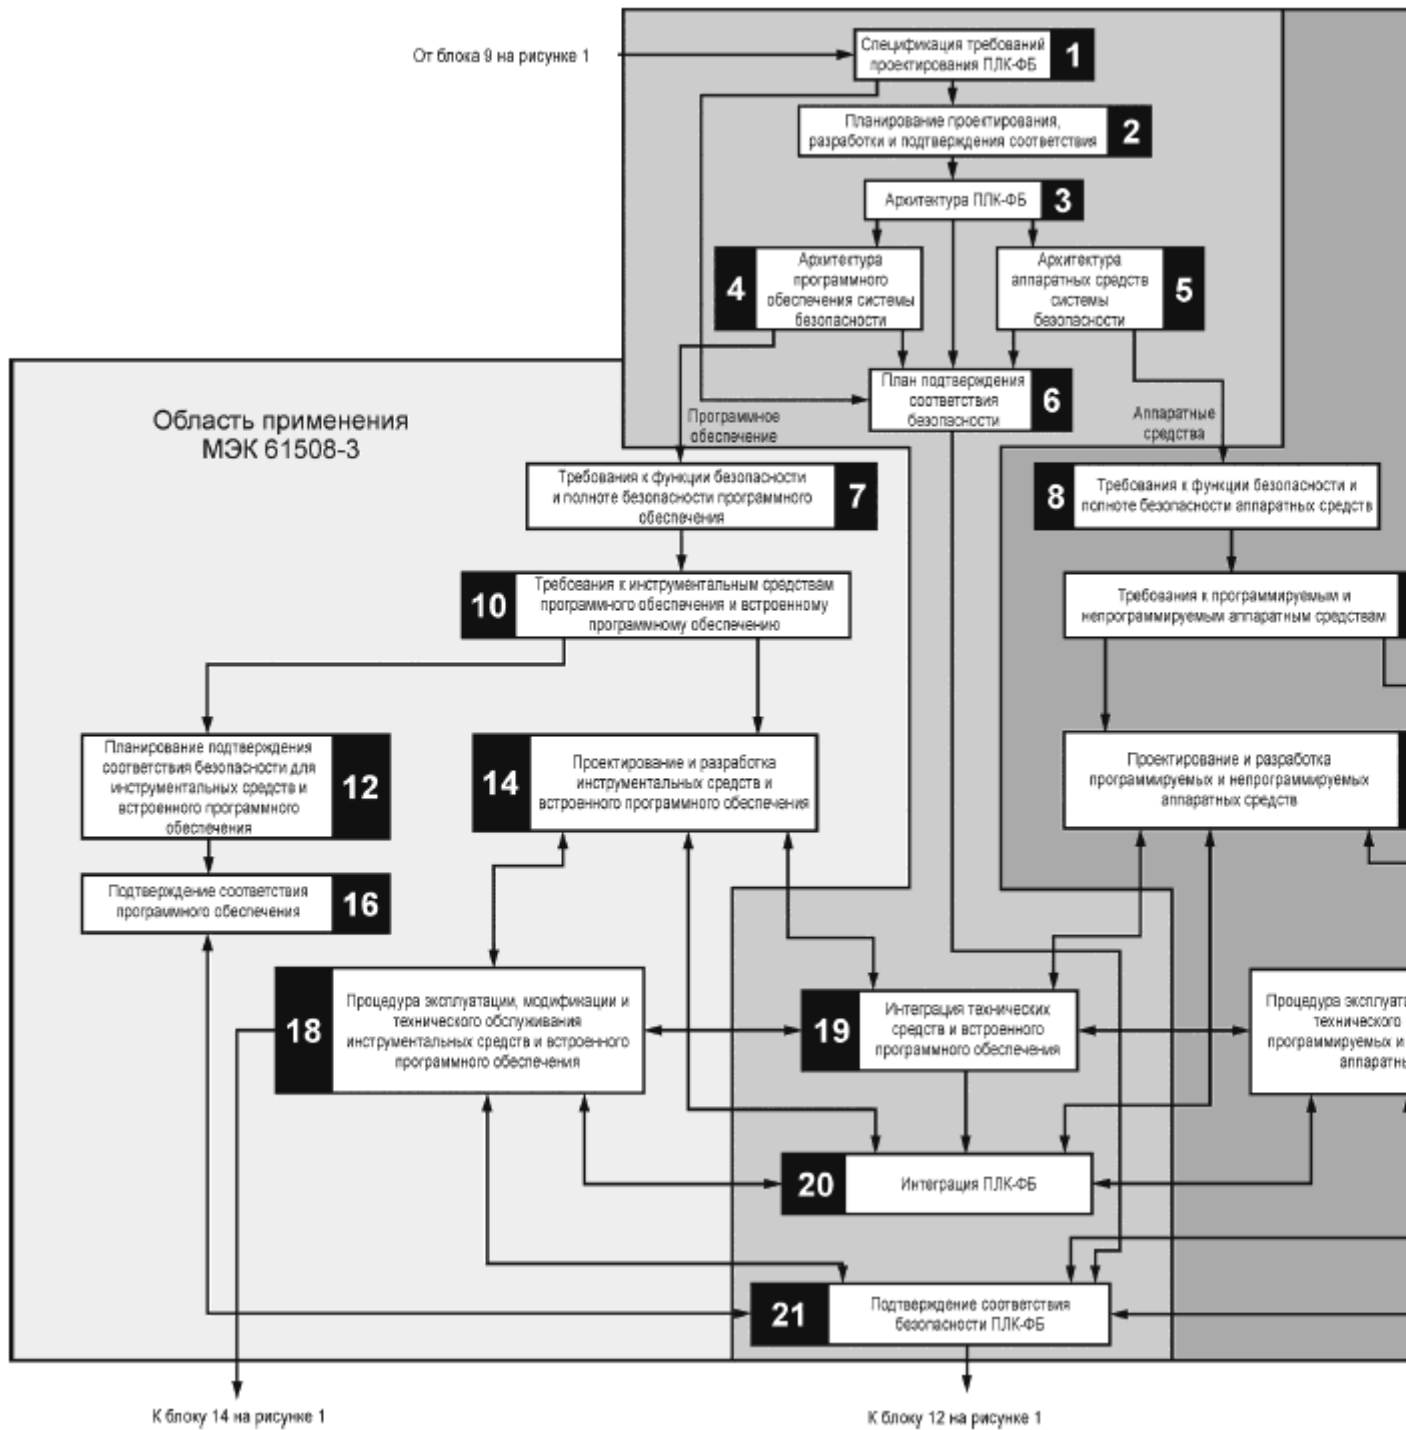 От блока 9 на рисунке 1
Спецификация требований
проектирования ПЛК-ФБ
1
Планирование проектирования,
разработки и подтверждения соответствия
2
Архитектура ПЛК-ФБ
3
4
Архитектура
программного
обеспечения системы
безопасности
Архитектура
аппаратных средств
системы
безопасности
5
План подтверждения
соответствия
безопасности
6
Программное
обеспечение
Аппаратные
средства
Область применения
МЭК 61508-3
Требования к функции безопасности
и полноте безопасности программного
обеспечения
7
8
Требования к функции безопасности и
полноте безопасности аппаратных средств
10
Требования к инструментальным средствам
программного обеспечения и встроенному
программному обеспечению
Требования к программируемым и
непрограммируемым аппаратным средствам
Планирование подтверждения
соответствия безопасности для
инструментальных средств и
встроенного программного
обеспечения
12
14
Проектирование и разработка
инструментальных средств и
встроенного программного обеспечения
Проектирование и разработка
программируемых и непрограммируемых
аппаратных средств
Подтверждение соответствия
программного обеспечения
16
18
Процедура эксплуатации, модификации и
технического обслуживания
инструментальных средств и встроенного
программного обеспечения
19
Интеграция технических
средств и встроенного
программного обеспечения
Процедура эксплуата
технического
программируемых и
аппаратнь
20
Интеграция ПЛК-ФБ
21
Подтверждение соответствия
безопасности ПЛК-ФБ
К блоку 14 на рисунке 1
К блоку 12 на рисунке 1